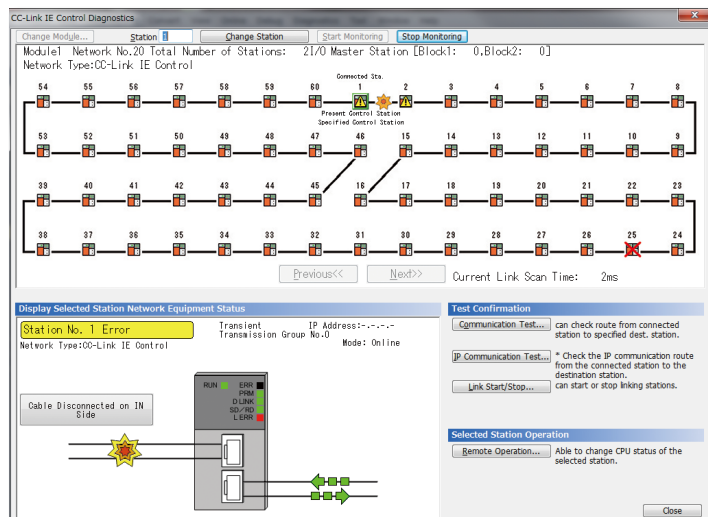 CC-Link IE Control Diagnostics
Change Module... Station 1 Change Station Start Monitoring Stop Monitoring
Module1 Network No.20 Total Number of Stations: 2I/O Master Station [Block1: 0,Block2: 0]
Network Type:CC-Link IE Control
Connected Sta.
54 55 56 57 58 59 60 1 2 3 4 5 6 7 8
Present Control Station
Specified Control Station
53 52 51 50 49 48 47 46 15 14 13 12 11 10 9
39 40 41 42 43 44 45 16 17 18 19 20 21 22 23
38 37 36 35 34 33 32 31 30 29 28 27 26 25 24
Previous<< Next>> Current Link Scan Time: 2ms
Display Selected Station Network Equipment Status
Station No. 1 Error
Transient Transmission Group No.0
IP Address:-.-.-.-
Network Type:CC-Link IE Control
Mode: Online
RUN ERR
PRM
D LINK
SD/RD
L ERR
Cable Disconnected on IN
Side
Test Confirmation
Communication Test... can check route from connected
station to specified dest. station.
IP Communication Test... * Check the IP communication route
from the connected station to the
destination station.
Link Start/Stop... can start or stop linking stations.
Selected Station Operation
Remote Operation... Able to change CPU status of the
selected station.
Close